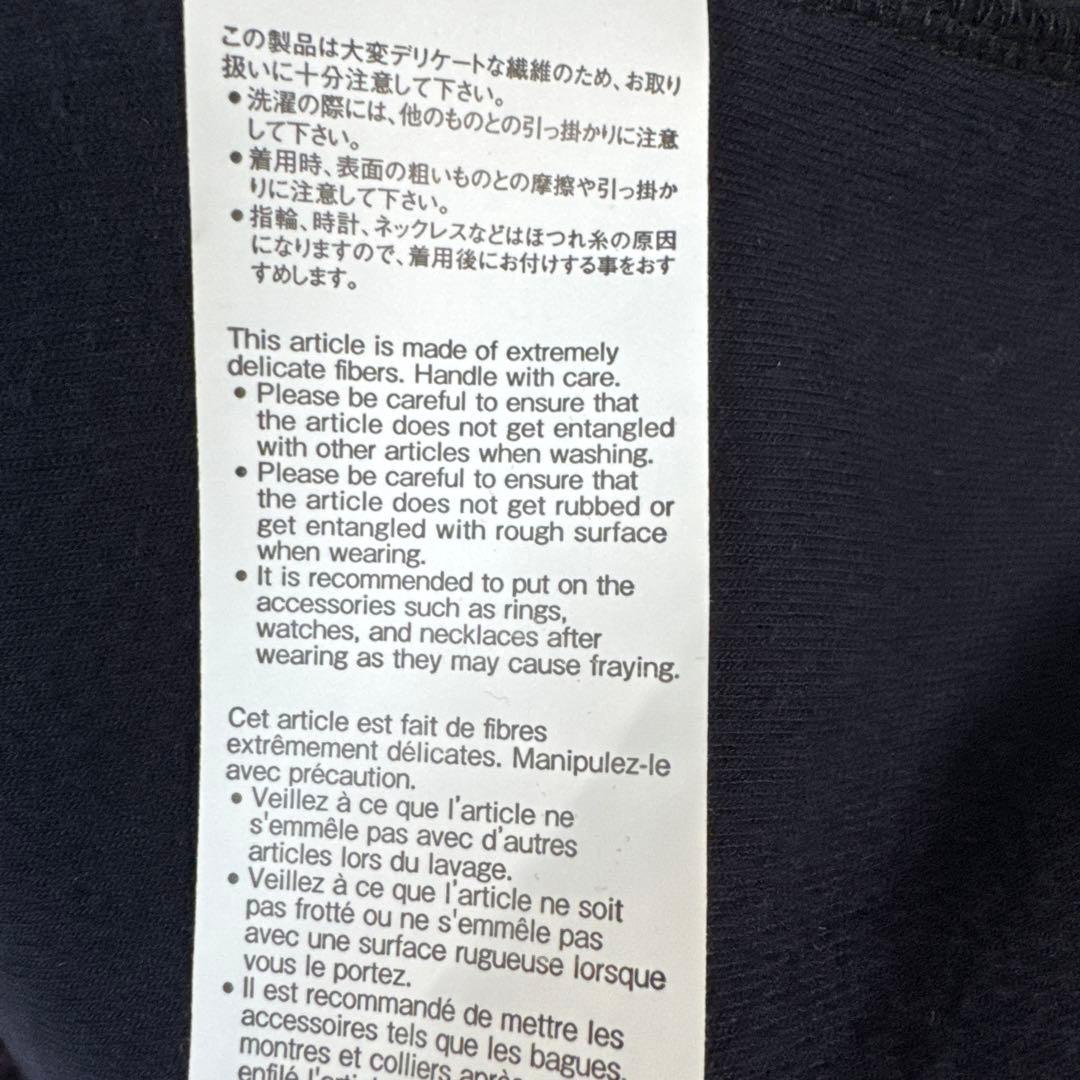 この製品は大変デリケートな繊維のため、お取り
扱いに十分注意して下さい。
●洗濯の際には、他のものとの引っ掛かりに注意
して下さい。
●着用時、表面の粗いものとの摩擦や引っ掛か
りに注意して下さい。
●指輪、時計、ネックレスなどはほつれ糸の原因
になりますので、着用後にお付けする事をおす
すめします。
This article is made of extremely
delicate fibers. Handle with care.
● Please be careful to ensure that
the article does not get entangled
with other articles when washing.
● Please be careful to ensure that
the article does not get rubbed or
get entangled with rough surface
when wearing.
● It is recommended to put on the
accessories such as rings,
watches, and necklaces after
wearing as they may cause fraying.
Cet article est fait de fibres
extrêmement délicates. Manipulez-le
avec précaution.
● Veillez à ce que l'article ne
s'emmêle pas avec d'autres
articles lors du lavage.
● Veillez à ce que l'article ne soit
pas frotté ou ne s'emmêle pas
avec une surface rugueuse lorsque
vous le portez.
● Il est recommandé de mettre les
accessoires tels que les bagues,
montres et colliers après
enfilé